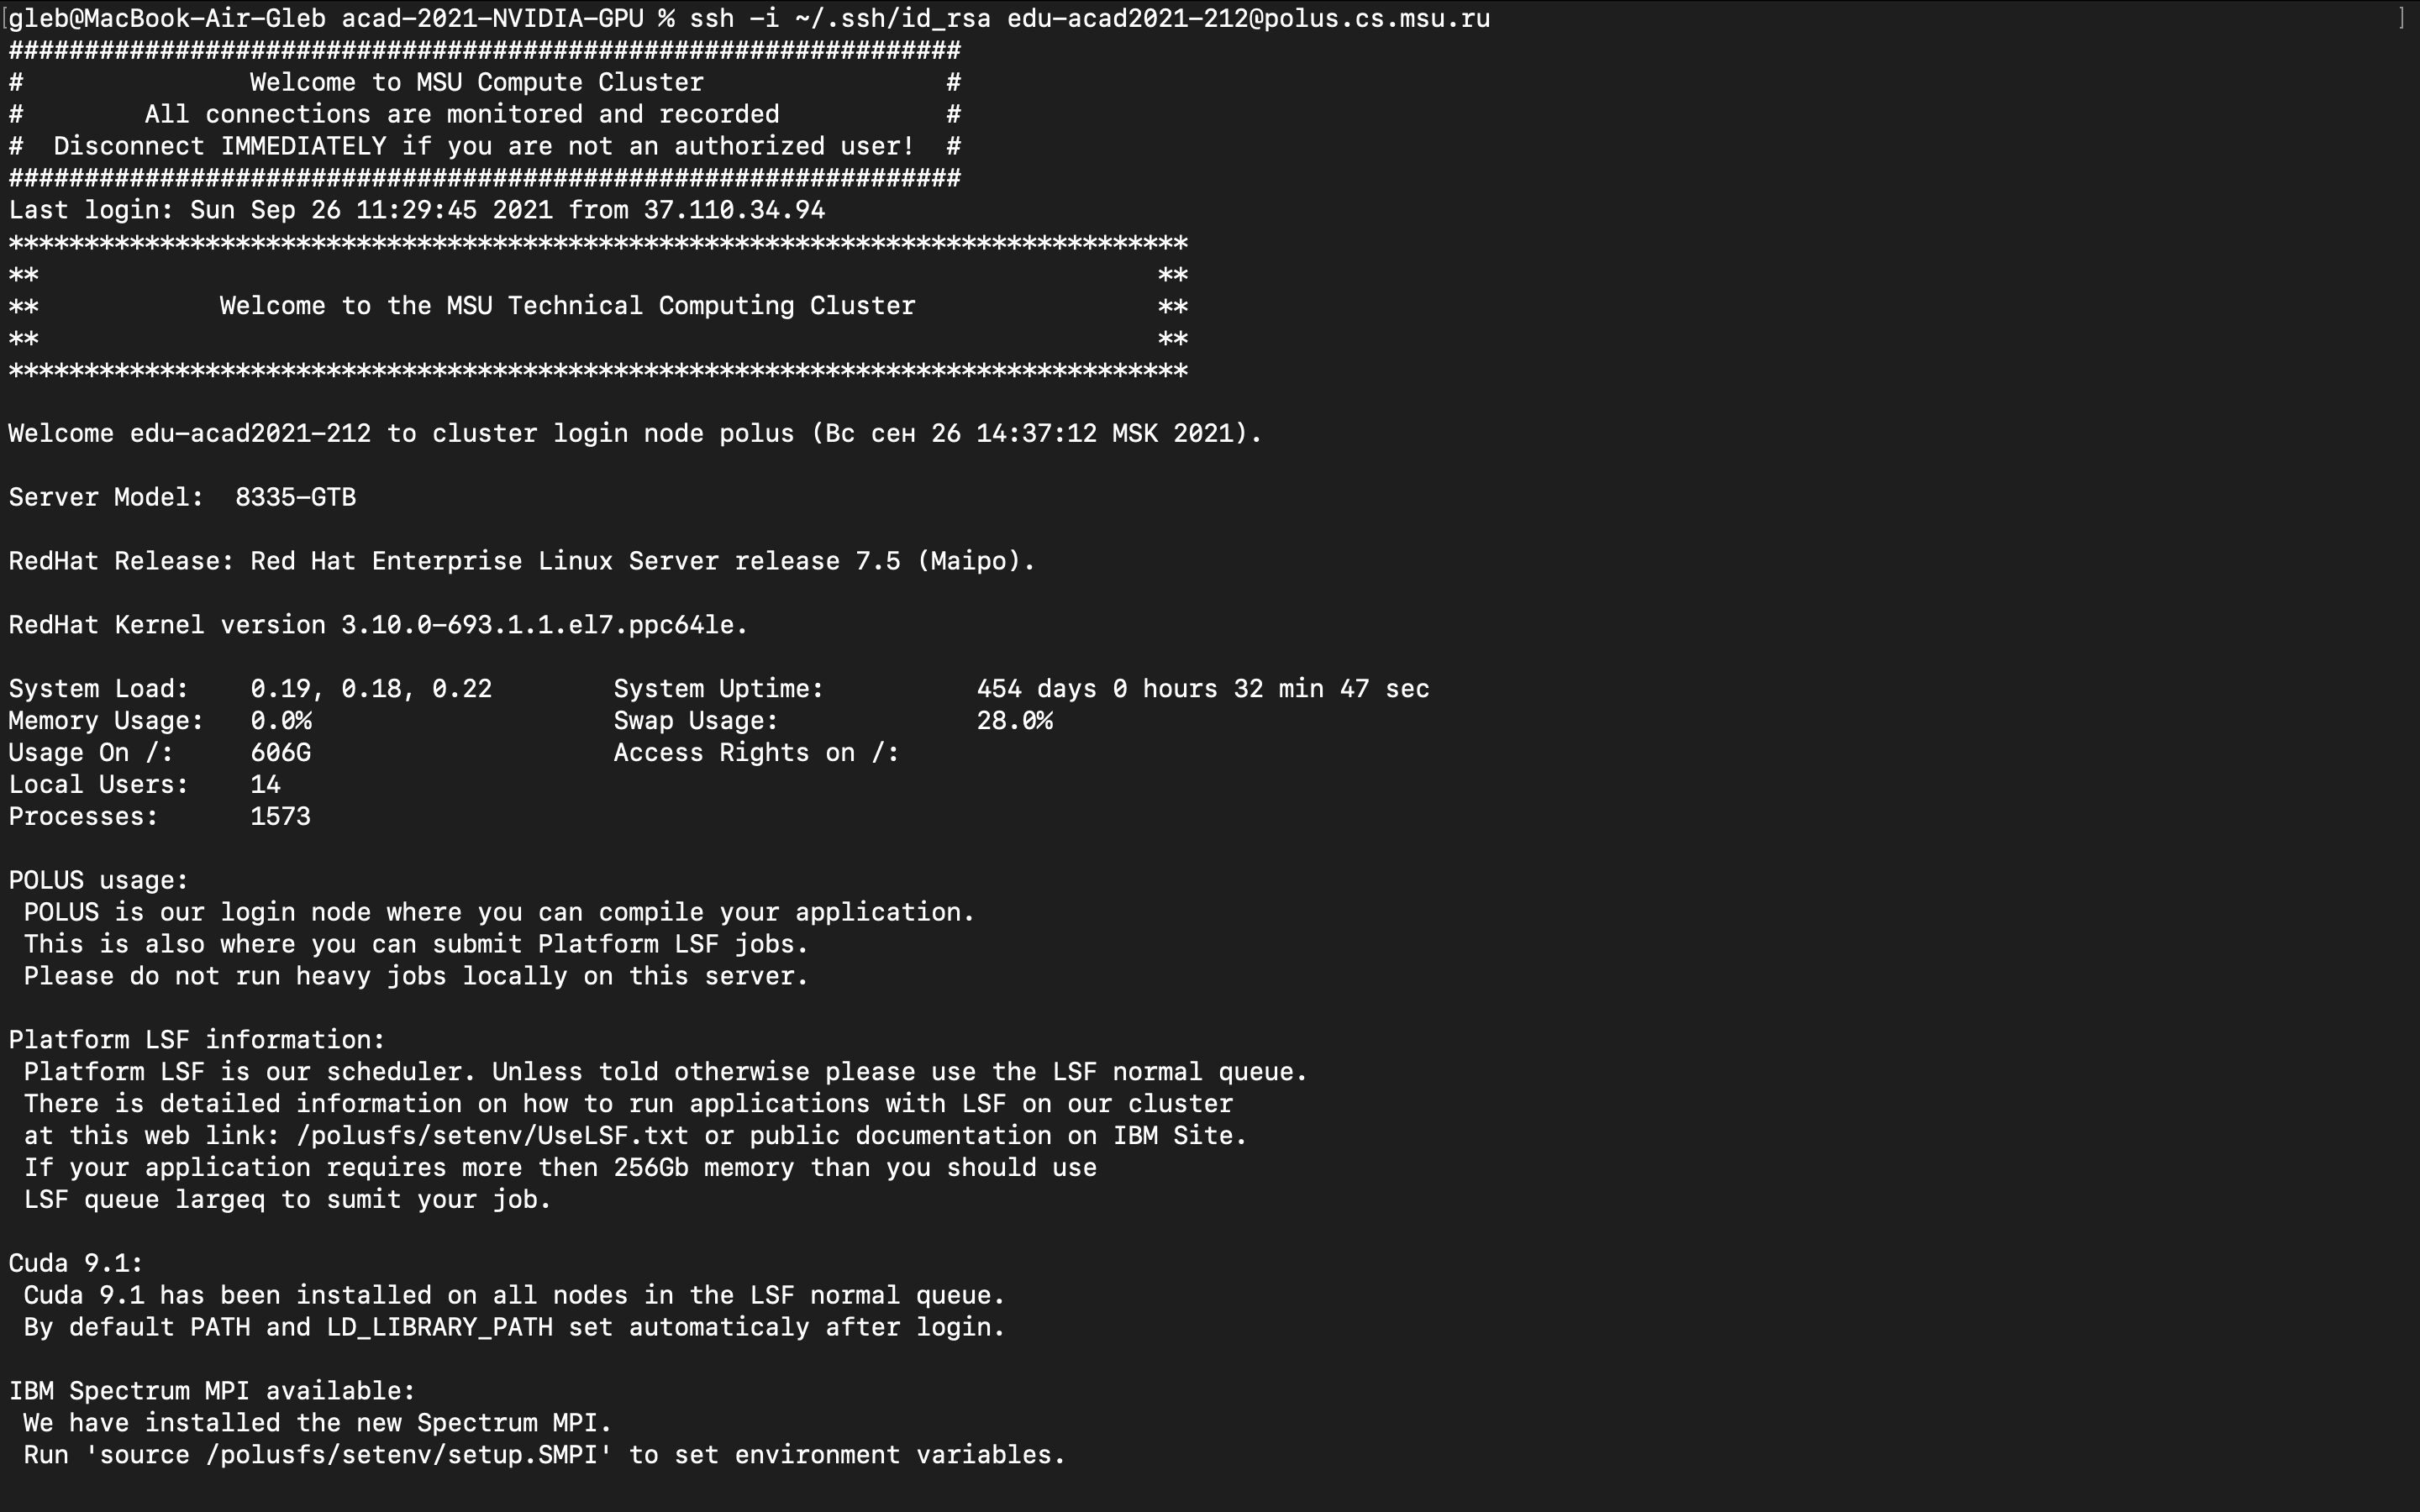 [gleb@MacBook-Air-Gleb acad-2021-NVIDIA-GPU % ssh -i ~/.ssh/id_rsa edu-acad2021-212@polus.cs.msu.ru ]
###############################################################
#               Welcome to MSU Compute Cluster                #
#        All connections are monitored and recorded           #
#  Disconnect IMMEDIATELY if you are not an authorized user!  #
###############################################################
Last login: Sun Sep 26 11:29:45 2021 from 37.110.34.94
******************************************************************************
**                                                                          **
**            Welcome to the MSU Technical Computing Cluster                **
**                                                                          **
******************************************************************************
Welcome edu-acad2021-212 to cluster login node polus (Вс сен 26 14:37:12 MSK 2021).
Server Model:  8335-GTB
RedHat Release: Red Hat Enterprise Linux Server release 7.5 (Maipo).
RedHat Kernel version 3.10.0-693.1.1.el7.ppc64le.
System Load:    0.19, 0.18, 0.22        System Uptime:          454 days 0 hours 32 min 47 sec
Memory Usage:   0.0%                    Swap Usage:             28.0%
Usage On /:     606G                    Access Rights on /:
Local Users:    14
Processes:      1573
POLUS usage:
 POLUS is our login node where you can compile your application.
 This is also where you can submit Platform LSF jobs.
 Please do not run heavy jobs locally on this server.
Platform LSF information:
 Platform LSF is our scheduler. Unless told otherwise please use the LSF normal queue.
 There is detailed information on how to run applications with LSF on our cluster
 at this web link: /polusfs/setenv/UseLSF.txt or public documentation on IBM Site.
 If your application requires more then 256Gb memory than you should use
 LSF queue largeq to sumit your job.
Cuda 9.1:
 Cuda 9.1 has been installed on all nodes in the LSF normal queue.
 By default PATH and LD_LIBRARY_PATH set automaticaly after login.
IBM Spectrum MPI available:
 We have installed the new Spectrum MPI.
 Run 'source /polusfs/setenv/setup.SMPI' to set environment variables.